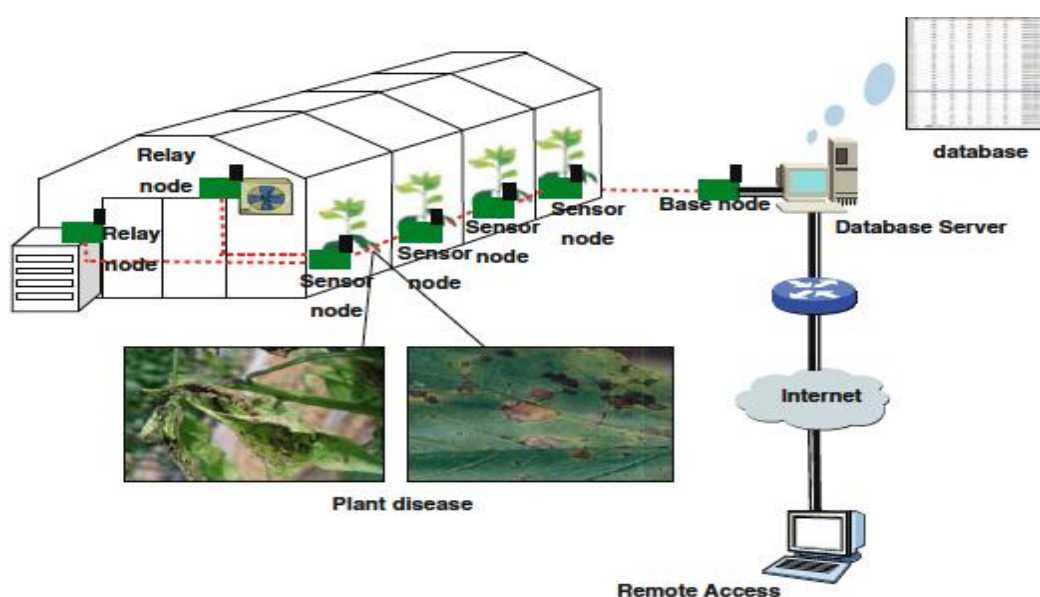 database
Relay
node
Relay
node
Sensor
node
Sensor
node
Sensor
node
Sensor
node
Base node
Database Server
Internet
Plant disease
Remote Access